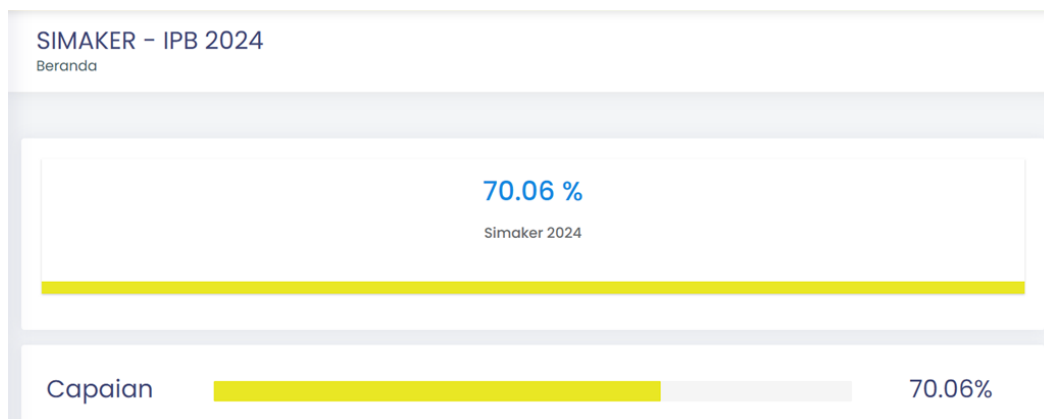 SIMAKER - IPB 2024
Beranda
70.06 %
Simaker 2024
Capaian 70.06%